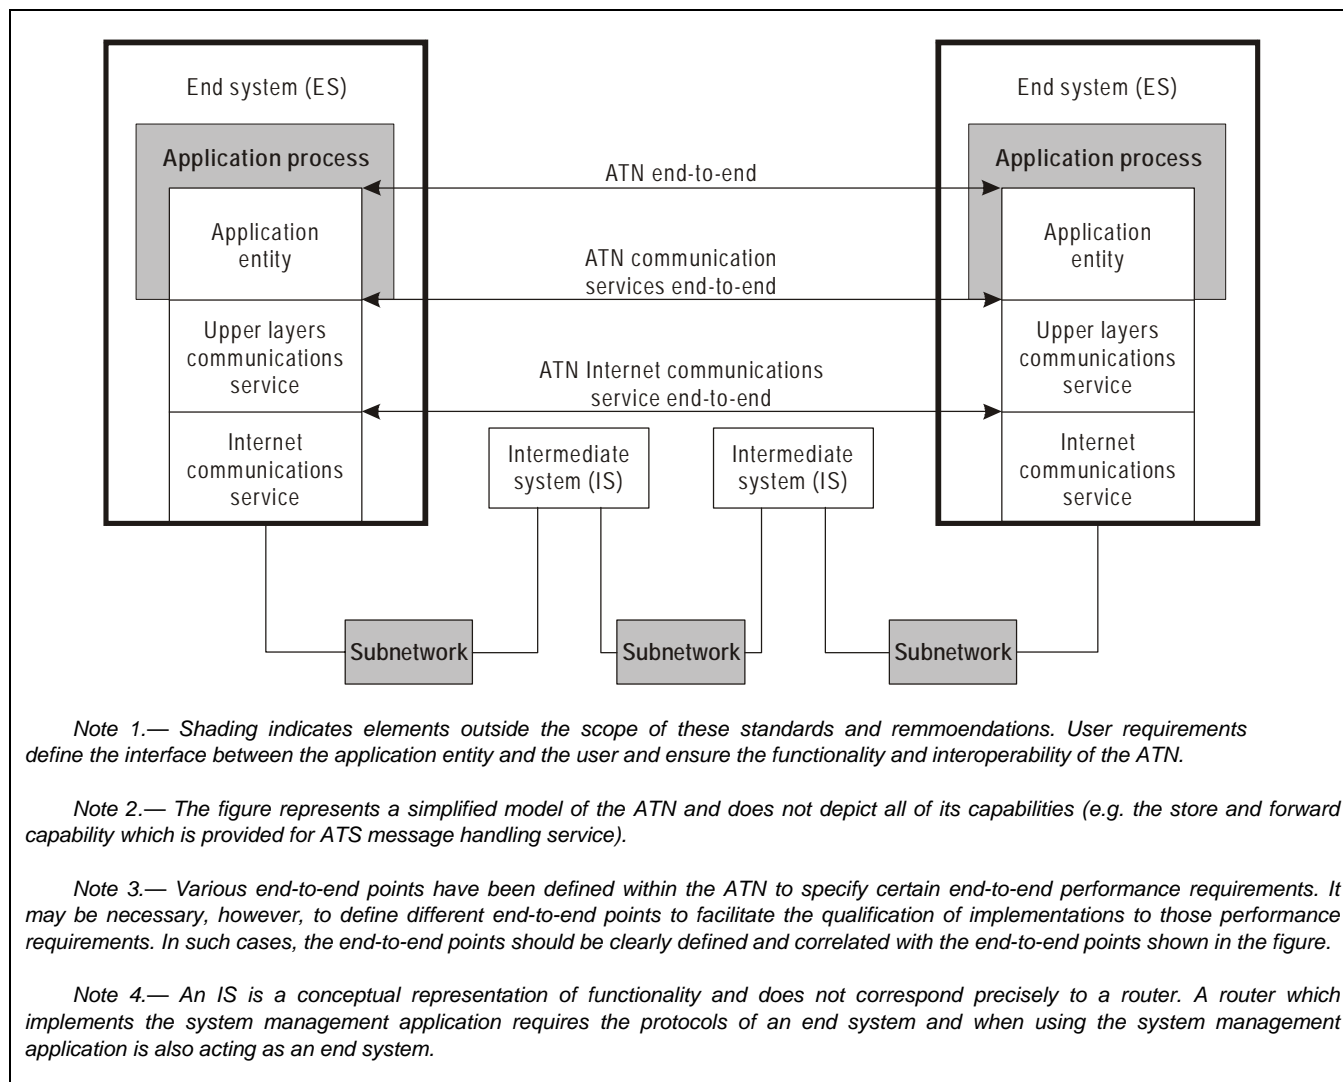 End system (ES)
End system (ES)
Application process
Application process
ATN end-to-end
Application
entity
Application
entity
ATN communication
services end-to-end
Upper layers
communications
service
Upper layers
communications
service
ATN Internet communications
service end-to-end
Internet
communications
service
Intermediate
system (IS)
Intermediate
system (IS)
Internet
communications
service
Subnetwork
Subnetwork
Subnetwork
Note 1.— Shading indicates elements outside the scope of these standards and remmoendations. User requirements
define the interface between the application entity and the user and ensure the functionality and interoperability of the ATN.
Note 2.— The figure represents a simplified model of the ATN and does not depict all of its capabilities (e.g. the store and forward
capability which is provided for ATS message handling service).
Note 3.— Various end-to-end points have been defined within the ATN to specify certain end-to-end performance requirements. It
may be necessary, however, to define different end-to-end points to facilitate the qualification of implementations to those performance
requirements. In such cases, the end-to-end points should be clearly defined and correlated with the end-to-end points shown in the figure.
Note 4.— An IS is a conceptual representation of functionality and does not correspond precisely to a router. A router which
implements the system management application requires the protocols of an end system and when using the system management
application is also acting as an end system.